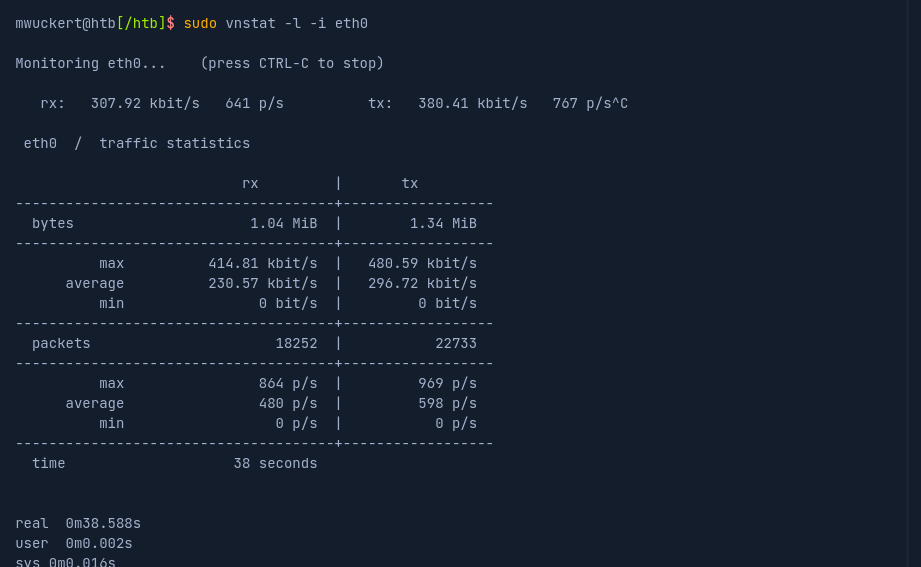 mwuckert@htb[/htb]$ sudo vnstat -l -i eth0
Monitoring eth0...    (press CTRL-C to stop)
   rx:   307.92 kbit/s   641 p/s          tx:   380.41 kbit/s   767 p/s^C
 eth0  /  traffic statistics
                           rx         |       tx
--------------------------------------+------------------
  bytes                     1.04 MiB  |        1.34 MiB
--------------------------------------+------------------
          max          414.81 kbit/s  |   480.59 kbit/s
      average          230.57 kbit/s  |   296.72 kbit/s
          min                0 bit/s  |         0 bit/s
--------------------------------------+------------------
  packets                      18252  |           22733
--------------------------------------+------------------
          max                864 p/s  |         969 p/s
      average                480 p/s  |         598 p/s
          min                  0 p/s  |           0 p/s
--------------------------------------+------------------
  time                    38 seconds
real  0m38.588s
user  0m0.002s
sys 0m0.016s